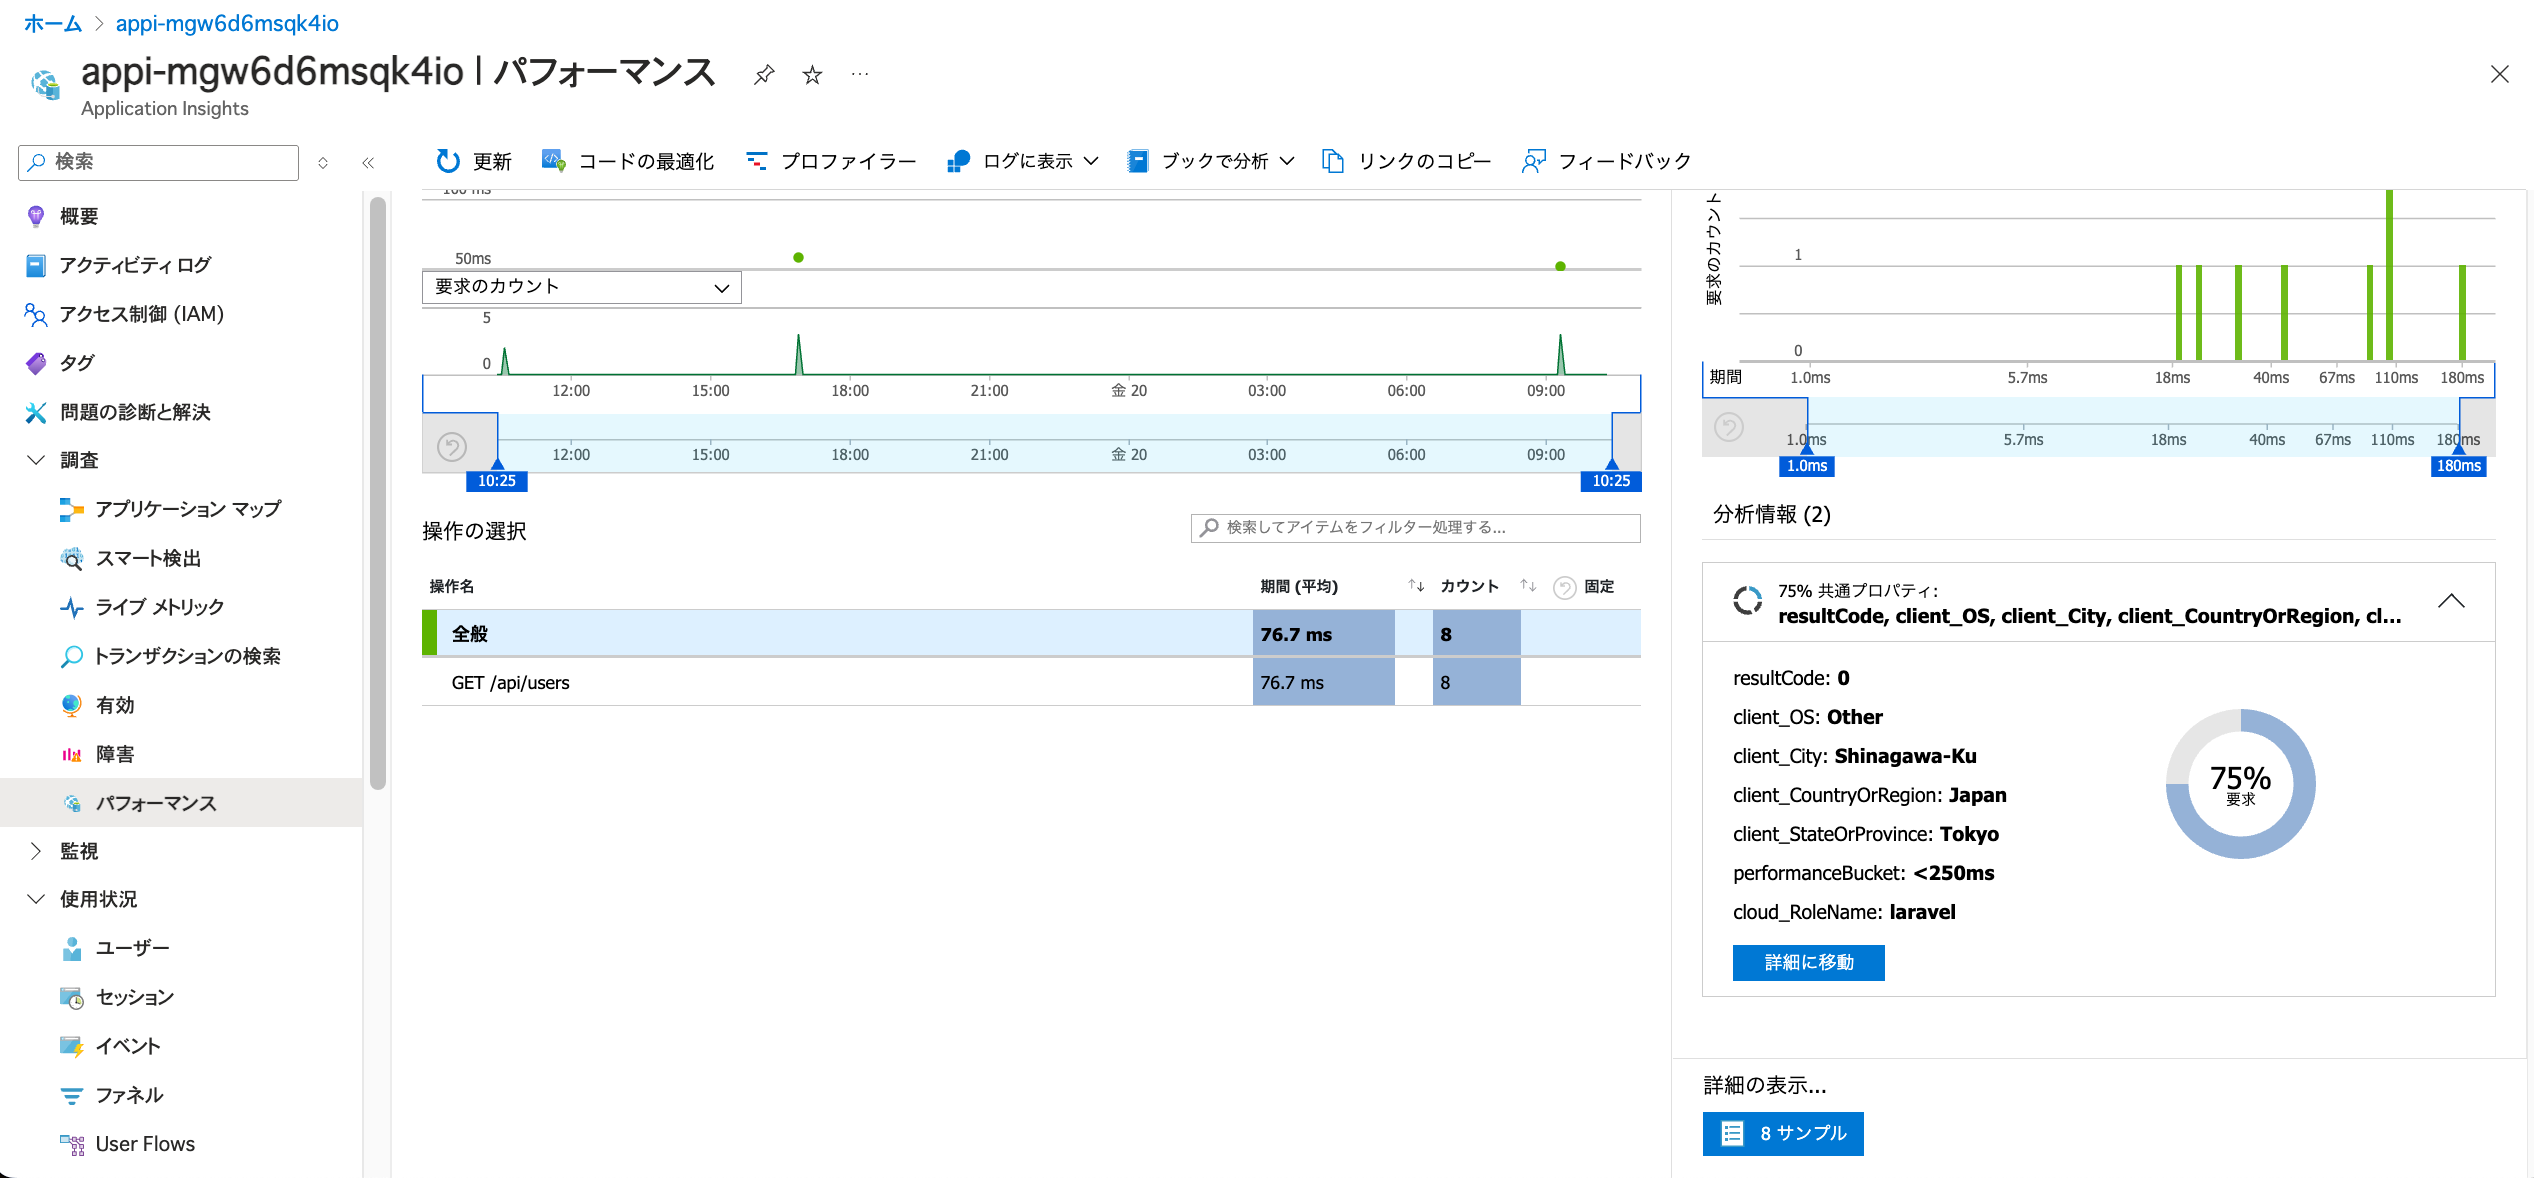 ホーム > appi-mgw6d6msqk4io
appi-mgw6d6msqk4io | パフォーマンス
Application Insights
検索
概要
アクティビティ ログ
アクセス制御 (IAM)
タグ
問題の診断と解決
調査
アプリケーション マップ
スマート検出
ライブ メトリック
トランザクションの検索
有効
障害
パフォーマンス
監視
使用状況
ユーザー
セッション
イベント
ファネル
User Flows
更新 コードの最適化 プロファイラー ログに表示 ブックで分析 リンクのコピー フィードバック
100 ms
50ms
要求のカウント
5
0
12:00 15:00 18:00 21:00 金 20 03:00 06:00 09:00
12:00 15:00 18:00 21:00 金 20 03:00 06:00 09:00
10:25 10:25
操作の選択
検索してアイテムをフィルター処理する...
操作名 期間 (平均) カウント 固定
全般 76.7 ms 8
GET /api/users 76.7 ms 8
要求のカウント
1
0
期間
1.0ms 5.7ms 18ms 40ms 67ms 110ms 180ms
1.0ms 5.7ms 18ms 40ms 67ms 110ms 180ms
1.0ms 180ms
分析情報 (2)
75% 共通プロパティ:
resultCode, client_OS, client_City, client_CountryOrRegion, cl...
resultCode: 0
client_OS: Other
client_City: Shinagawa-Ku
client_CountryOrRegion: Japan
client_StateOrProvince: Tokyo
performanceBucket: <250ms
cloud_RoleName: laravel
75%
要求
詳細に移動
詳細の表示...
8 サンプル